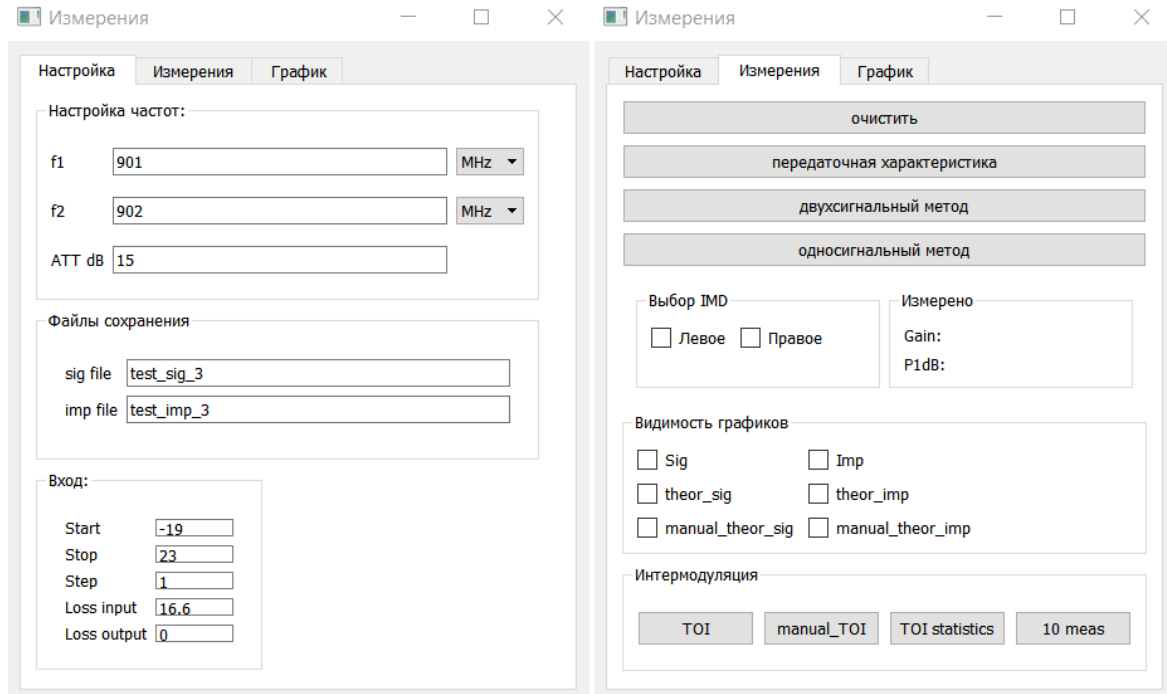 Измерения
Настройка Измерения График
Настройка частот:
f1 901 MHz
f2 902 MHz
ATT dB 15
Файлы сохранения
sig file test_sig_3
imp file test_imp_3
Вход:
Start -19
Stop 23
Step 1
Loss input 16.6
Loss output 0
Измерения
Настройка Измерения График
очистить
передаточная характеристика
двухсигнальный метод
односигнальный метод
Выбор IMD
Левое Правое
Измерено
Gain:
P1dB:
Видимость графиков
Sig Imp
theor_sig theor_imp
manual_theor_sig manual_theor_imp
Интермодуляция
TOI manual_TOI TOI statistics 10 meas